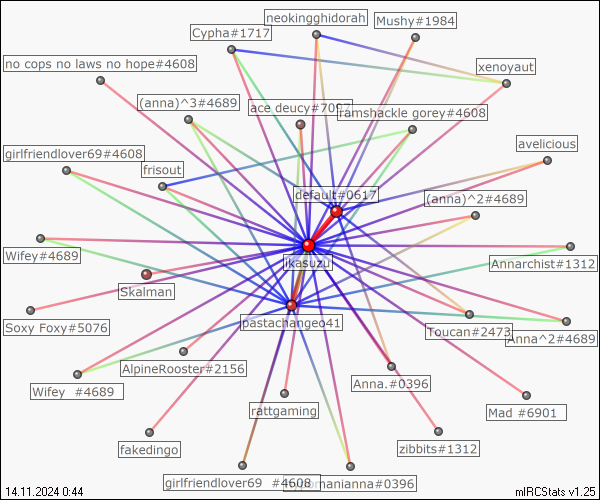 neokingghidorah
Mushy#1984
Cypha#1717
no cops no laws no hope#4608
xenoyaut
(anna)^3#4689
ace deucy#7097
ramshackle gorey#4608
girlfriendlover69#4608
frisout
avelicious
default#0617
(anna)^2#4689
Wifey#4689
ikasuzu
Annarchist#1312
Skalman
Soxy Foxy#5076
pastachange041
Toucan#2473
Anna^2#4689
AlpineRooster#2156
Wifey #4689
Anna.#0396
rattgaming
Mad #6901
fakedingo
zibbits#1312
girlfriendlover69 #4608
manianna#0396
14.11.2024 0:44
mIRCStats v1.25